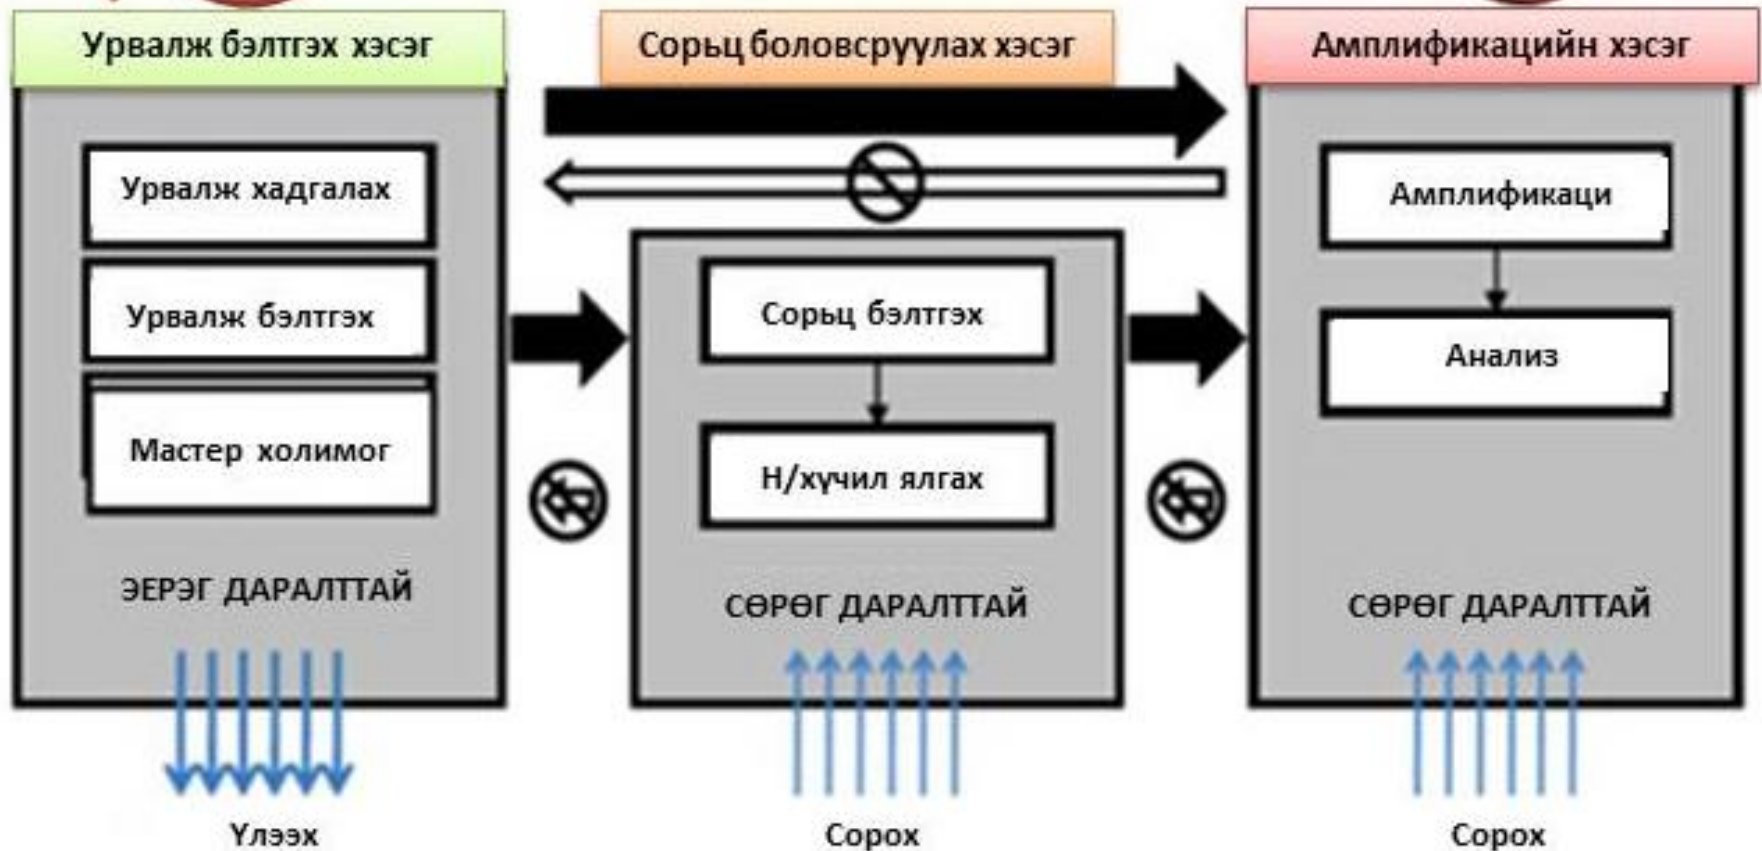 Урвалж бэлтгэх хэсэг
Урвалж хадгалах
Урвалж бэлтгэх
Мастер холимог
ЭЕРЭГ ДАРАЛТТАЙ
Үлээх
Сорьц боловсруулах хэсэг
Сорьц бэлтгэх
Н/хүчил ялгах
СӨРӨГ ДАРАЛТТАЙ
Сорох
Амплификацийн хэсэг
Амплификаци
Анализ
СӨРӨГ ДАРАЛТТАЙ
Сорох